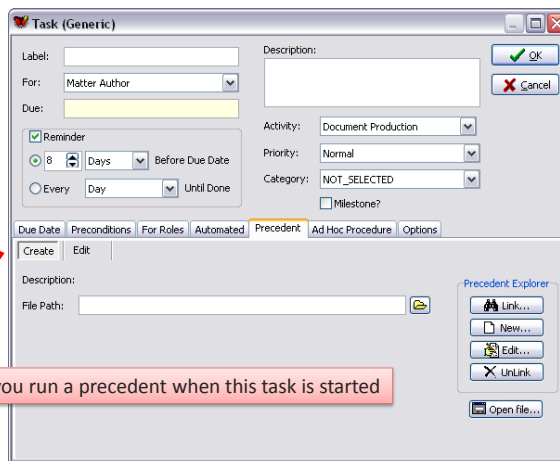 Task (Generic)
Label:
Description:
OK
For: Matter Author
Cancel
Due:
Reminder
8 Days Before Due Date
Every Day Until Done
Activity: Document Production
Priority: Normal
Category: NOT_SELECTED
Milestone?
Due Date Preconditions For Roles Automated Precedent Ad Hoc Procedure Options
Create Edit
Description:
File Path:
Precedent Explorer
Link...
New...
Edit...
UnLink
Open file...
you run a precedent when this task is started